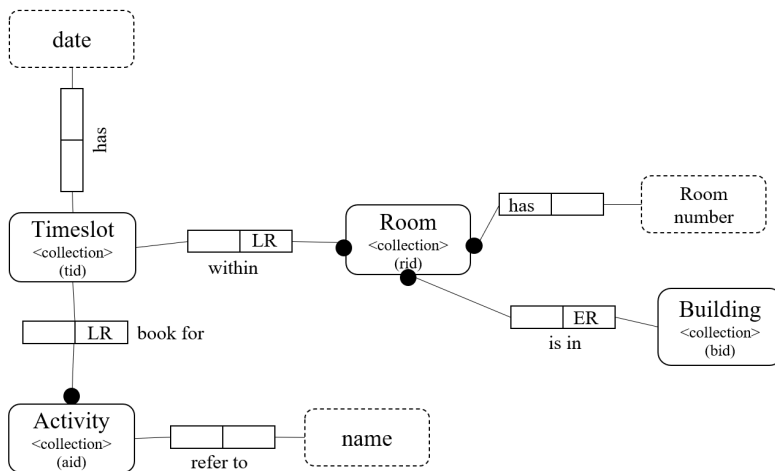 date
has
Timeslot
<collection>
(tid)
LR
within
Room
<collection>
(rid)
has
Room
number
ER
is in
Building
<collection>
(bid)
LR
book for
Activity
<collection>
(aid)
refer to
name